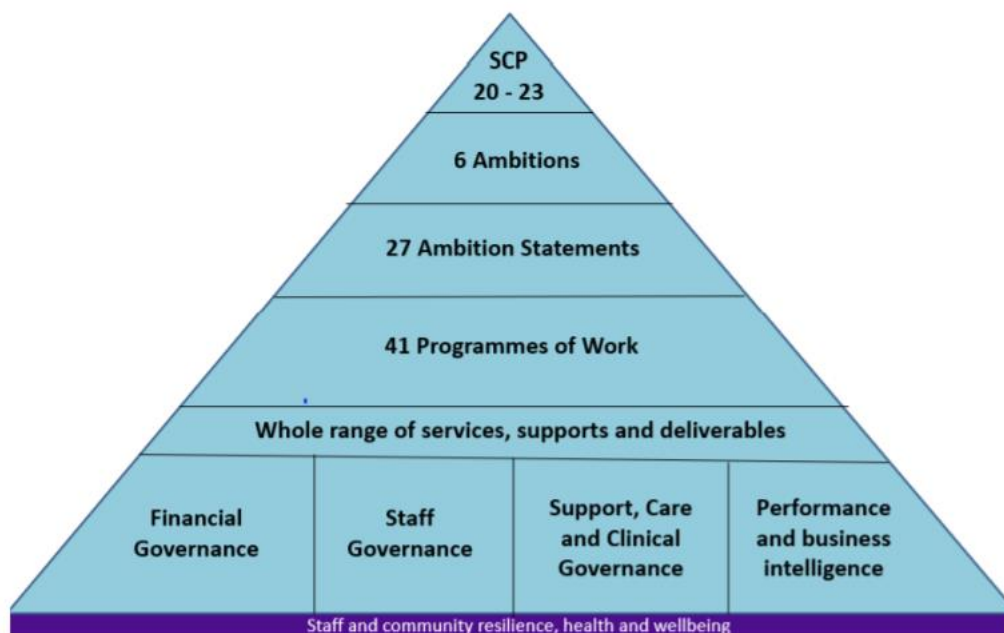 SCP
20 - 23
6 Ambitions
27 Ambition Statements
41 Programmes of Work
Whole range of services, supports and deliverables
Financial
Governance
Staff
Governance
Support, Care
and Clinical
Governance
Performance
and business
intelligence
Staff and community resilience, health and wellbeing